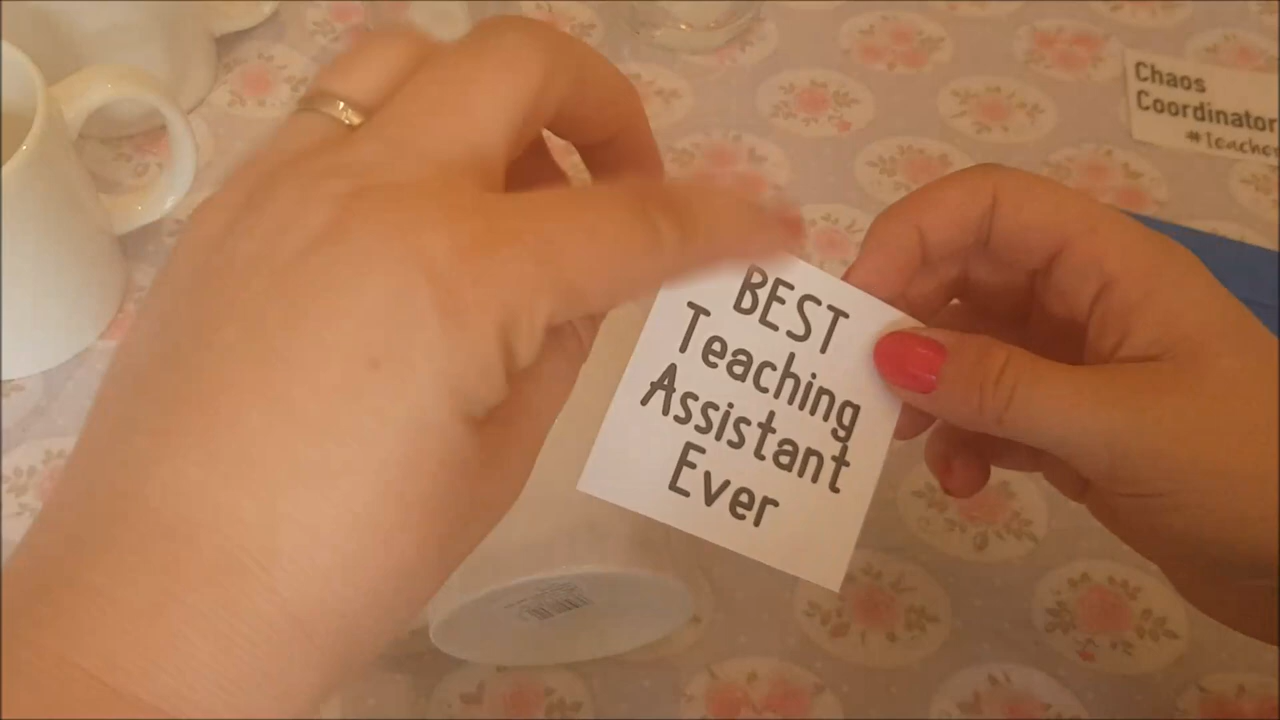 BEST
Teaching
Assistant
Ever
Chaos
Coordinator